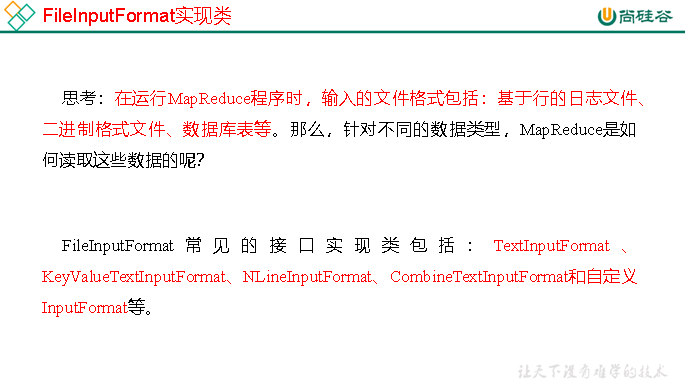 FileInputFormat实现类
尚硅谷
思考：在运行MapReduce程序时，输入的文件格式包括：基于行的日志文件、
二进制格式文件、数据库表等。那么，针对不同的数据类型，MapReduce是如
何读取这些数据的呢？
FileInputFormat 常见的接口实现类包括：TextInputFormat 、
KeyValueTextInputFormat、NLineInputFormat、CombineTextInputFormat和自定义
InputFormat等。
让天下没有难学的技术